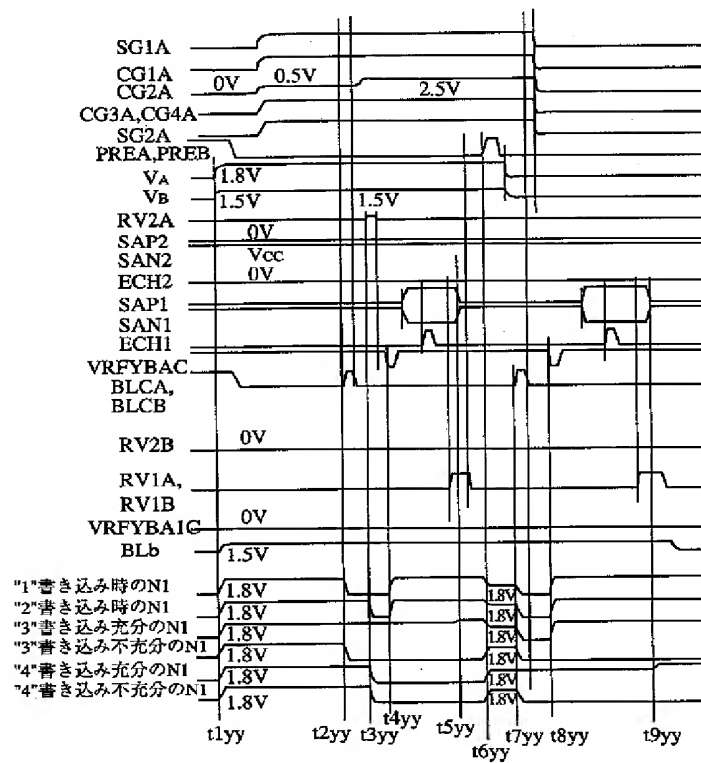 SG1A
CG1A
0V 0.5V
CG2A
2.5V
CG3A,CG4A
SG2A
PREA,PREB
VA
1.8V
VB
1.5V 1.5V
RV2A
0V
SAP2
SAN2 Vcc
0V
ECH2
SAP1
SAN1
ECH1
VRFYBAC
BLCA,
BLCB
0V
RV2B
RV1A,
RV1B
0V
VRFYBA1C
BLb
1.5V
"1"書き込み時のN1 1.8V 1.8V
"2"書き込み時のN1 1.8V 1.8V
"3"書き込み充分のN1 1.8V 1.8V
"3"書き込み不充分のN1 1.8V 1.8V
"4"書き込み充分のN1 1.8V 1.8V
"4"書き込み不充分のN1 1.8V 1.8V
t1yy t2yy t3yy t4yy t5yy t6yy t7yy t8yy t9yy